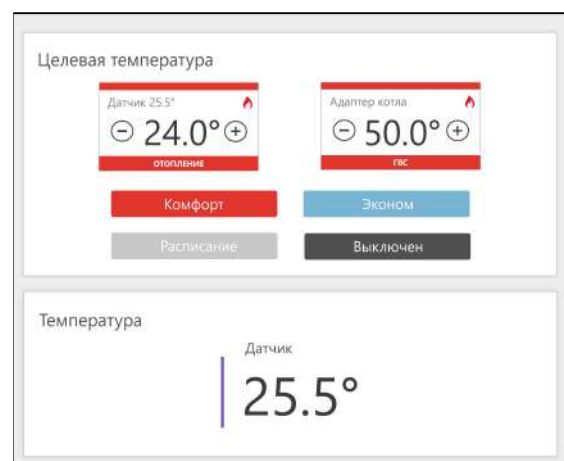 Целевая температура
Датчик 25.5°
24.0°
ОТОПЛЕНИЕ
Адаптер котла
50.0°
ГВС
Комфорт
Эконом
Расписание
Выключен
Температура
Датчик
25.5°